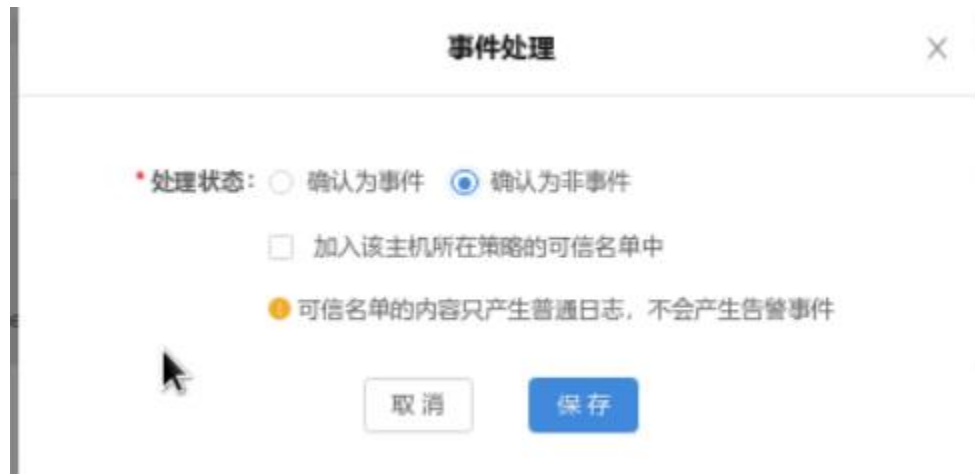 事件处理
*处理状态: 确认为事件 确认为非事件
加入该主机所在策略的可信名单中
可信名单的内容只产生普通日志，不会产生告警事件
取消 保存